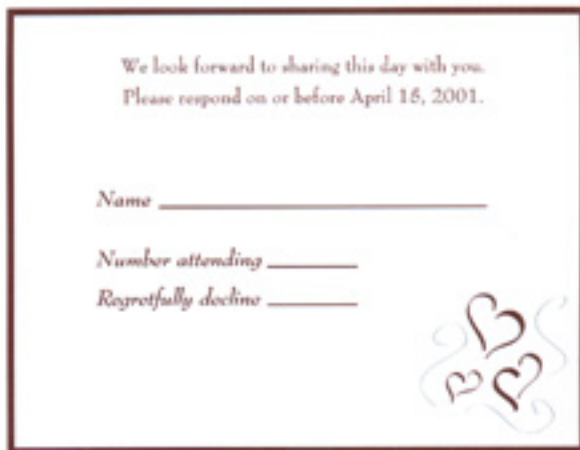 We look forward to sharing this day with you.
Please respond on or before April 15, 2001.
Name
Number attending
Regretfully decline